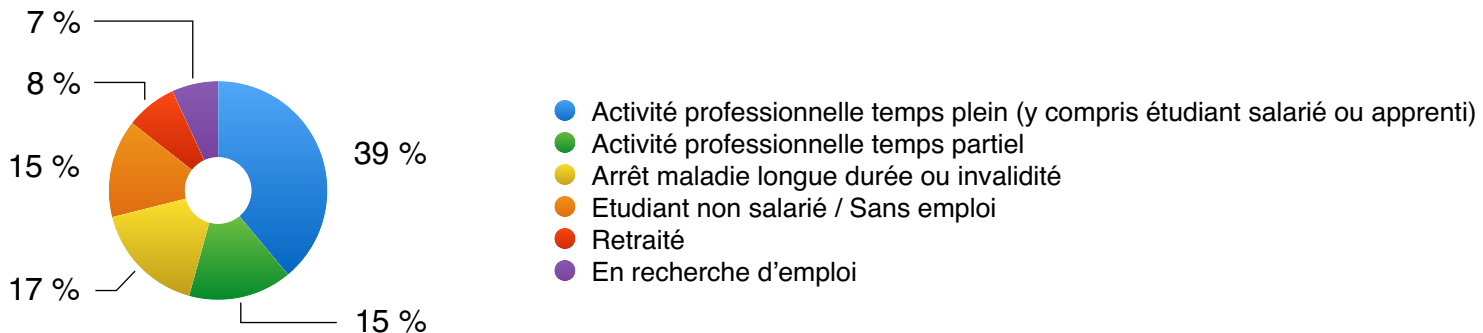 7 %
8 %
15 %
39 %
17 %
15 %
Activité professionnelle temps plein (y compris étudiant salarié ou apprenti)
Activité professionnelle temps partiel
Arrêt maladie longue durée ou invalidité
Etudiant non salarié / Sans emploi
Retraité
En recherche d’emploi